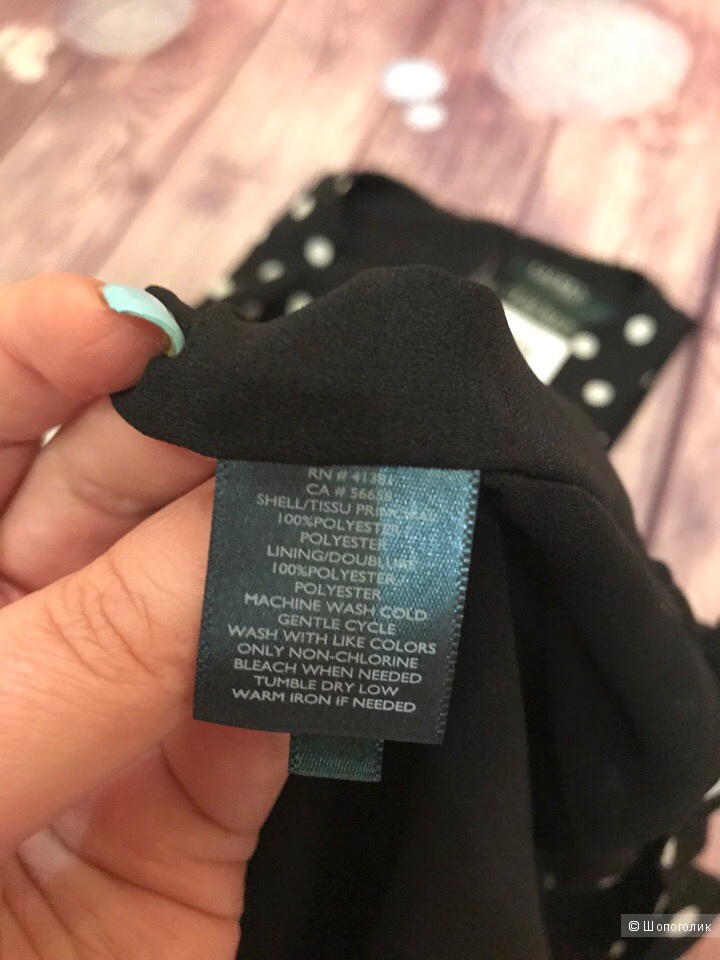 RN # 41381
CA # 56658
SHELL/TISSU
100%POLYESTER
POLYESTER
LINING/DOUBLURE
100%POLYESTER
POLYESTER
MACHINE WASH COLD
GENTLE CYCLE
WASH WITH LIKE COLORS
ONLY NON-CHLORINE
BLEACH WHEN NEEDED
TUMBLE DRY LOW
WARM IRON IF NEEDED
© Шопоголик